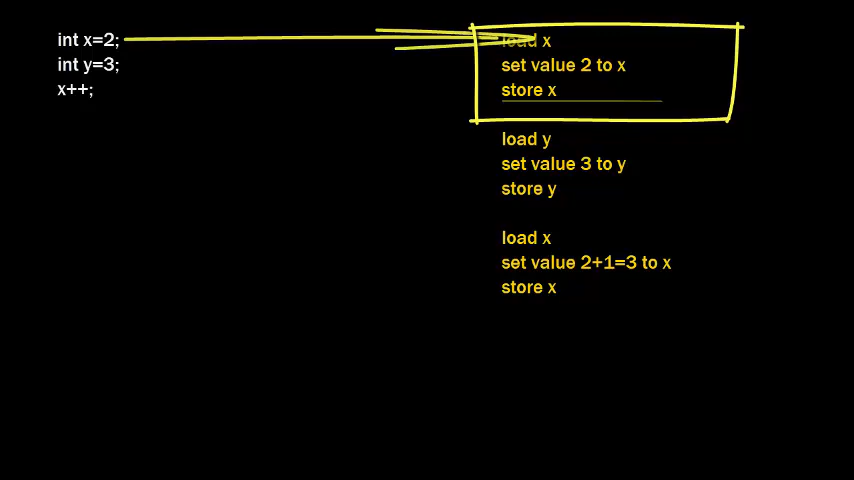 int x=2;
int y=3;
x++;
load x
set value 2 to x
store x
load y
set value 3 to y
store y
load x
set value 2+1=3 to x
store x